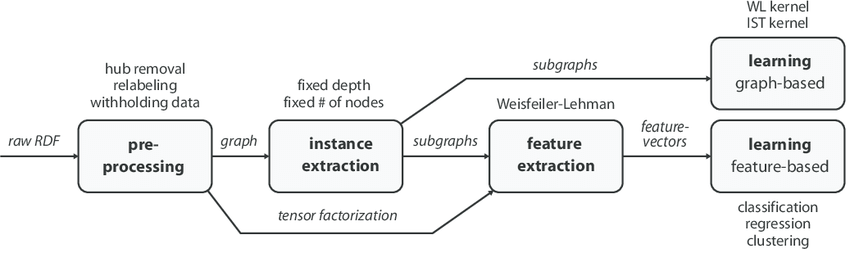 WL kernel
IST kernel
learning
graph-based
subgraphs
hub removal
relabeling
withholding data
fixed depth
fixed # of nodes
Weisfeiler-Lehman
raw RDF
pre-
processing
graph
instance
extraction
subgraphs
feature
extraction
feature-
vectors
learning
feature-based
tensor factorization
classification
regression
clustering